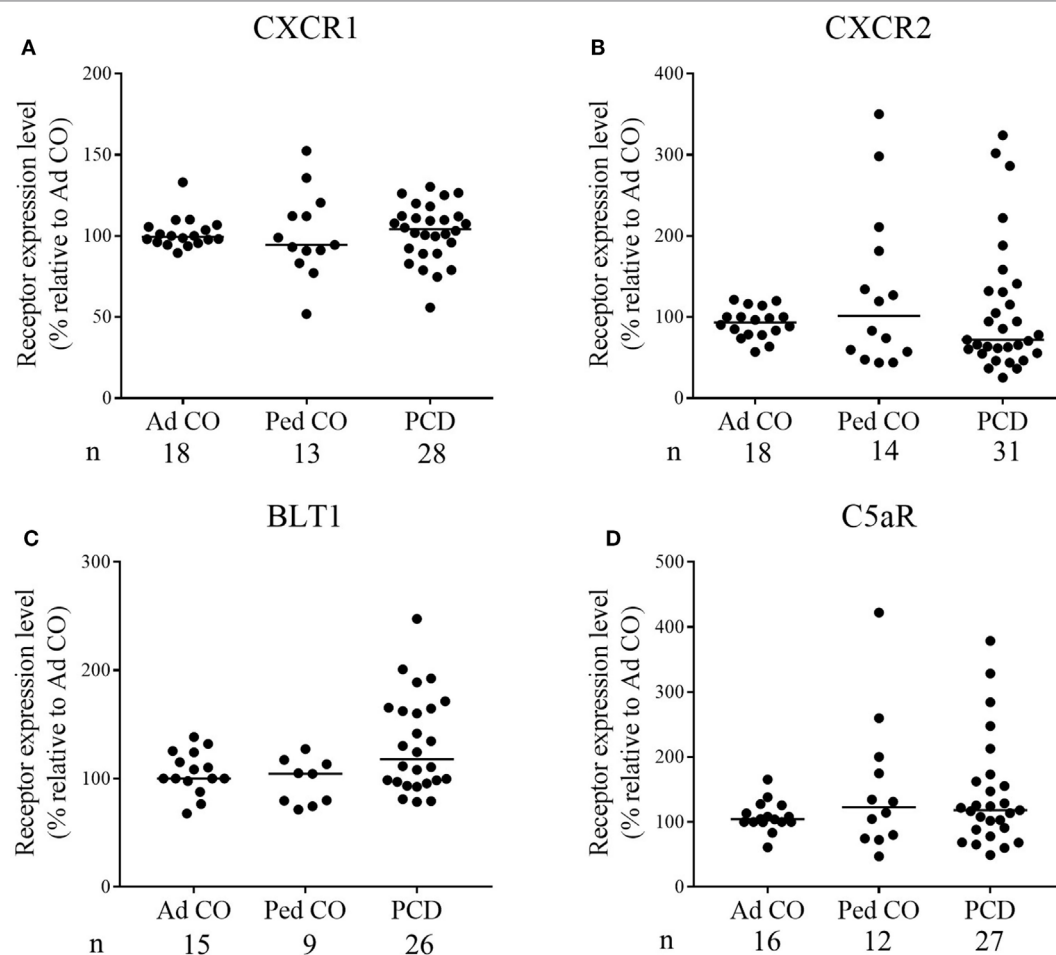 A
CXCR1
Receptor expression level
(% relative to Ad CO)
200
150
100
50
0
Ad CO Ped CO PCD
n 18 13 28
B
CXCR2
Receptor expression level
(% relative to Ad CO)
400
300
200
100
0
Ad CO Ped CO PCD
n 18 14 31
C
BLT1
Receptor expression level
(% relative to Ad CO)
300
200
100
0
Ad CO Ped CO PCD
n 15 9 26
D
C5aR
Receptor expression level
(% relative to Ad CO)
500
400
300
200
100
0
Ad CO Ped CO PCD
n 16 12 27